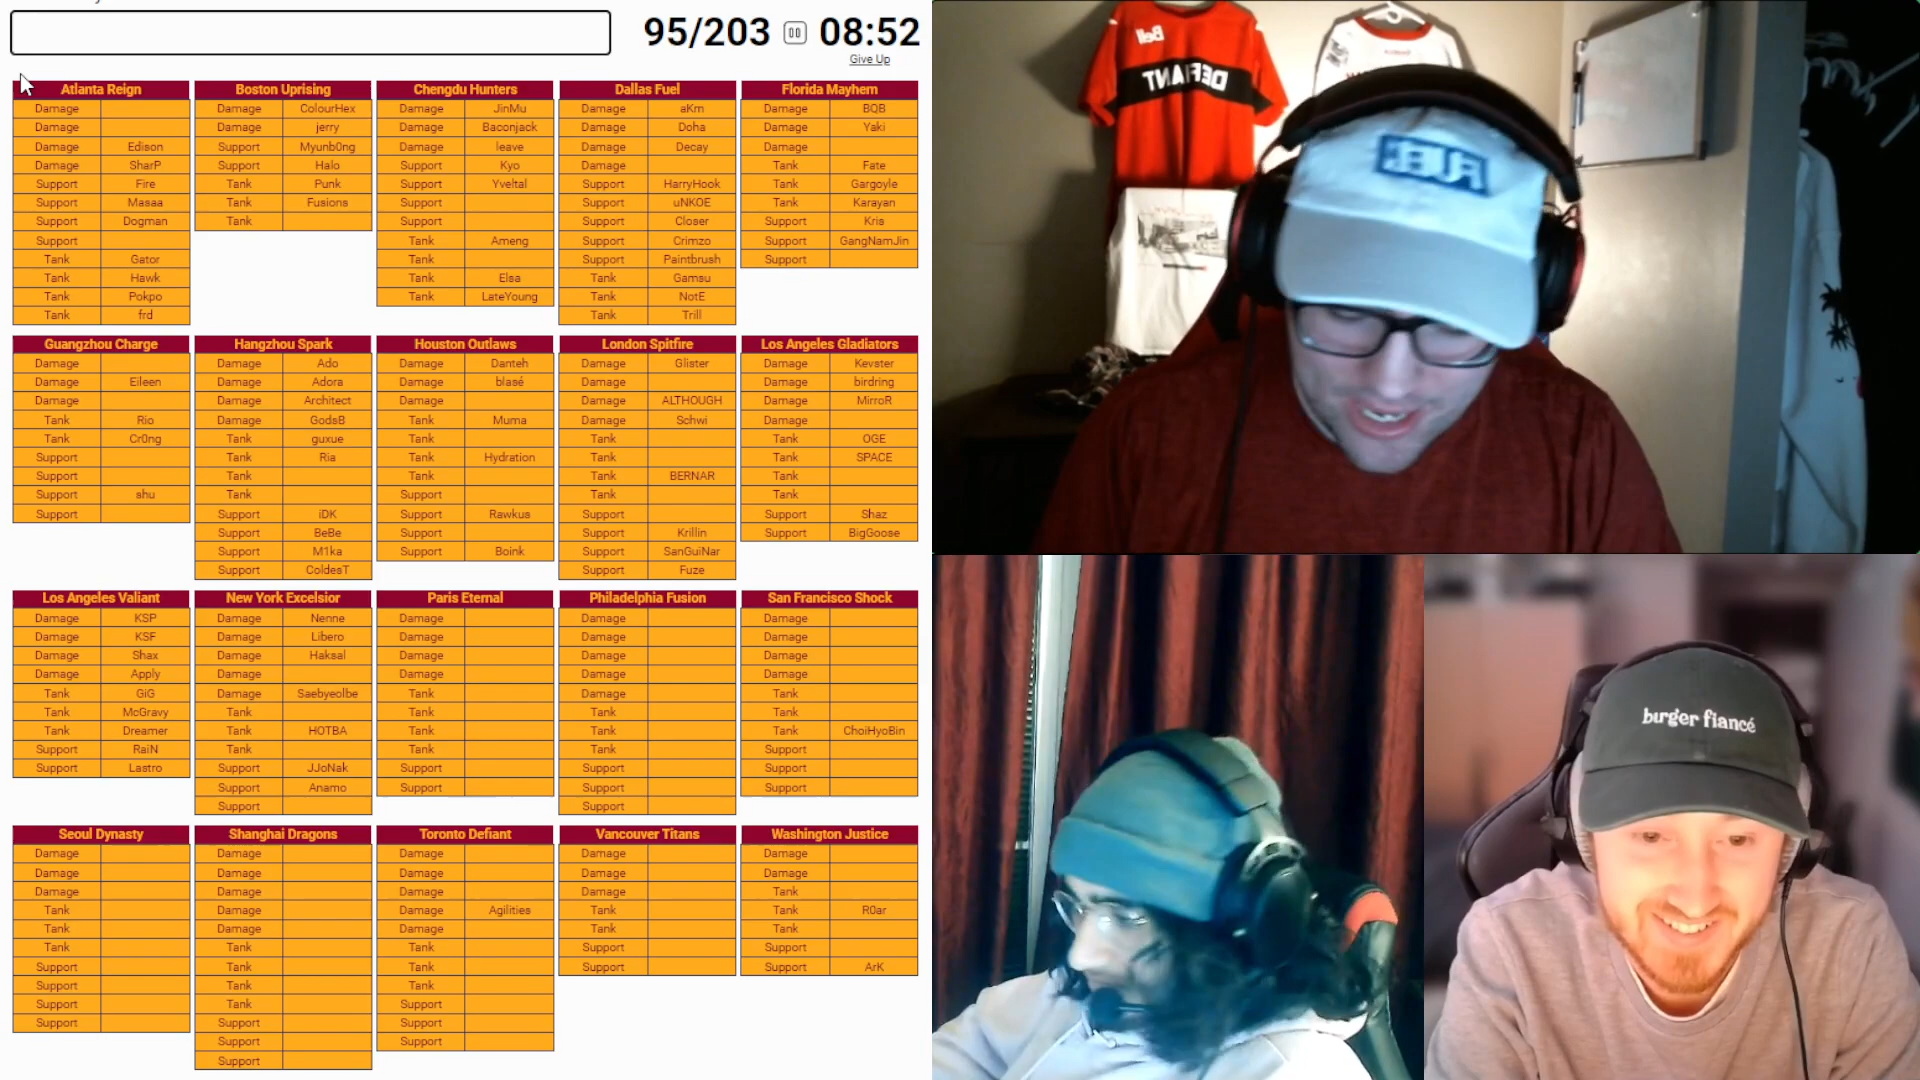 95/203 08:52
Give Up
Atlanta Reign
Damage
Damage
Damage Edison
Damage SharP
Support Fire
Support Masaa
Support Dogman
Support
Tank Gator
Tank Hawk
Tank Pokpo
Tank frd
Boston Uprising
Damage ColourHex
Damage jerry
Support Myunb0ng
Support Halo
Tank Punk
Tank Fusions
Tank
Chengdu Hunters
Damage JinMu
Damage Baconjack
Damage leave
Support Kyo
Support Yveltal
Support
Support
Tank Ameng
Tank
Tank Elsa
Tank LateYoung
Dallas Fuel
Damage aKm
Damage Doha
Damage Decay
Damage
Support HarryHook
Support uNKOE
Support Closer
Support Crimzo
Support Paintbrush
Tank Gamsu
Tank NotE
Tank Trill
Florida Mayhem
Damage BQB
Damage Yaki
Damage
Tank Fate
Tank Gargoyle
Tank Karayan
Support Kris
Support GangNamJin
Support
Guangzhou Charge
Damage
Damage Eileen
Damage
Tank Rio
Tank Cr0ng
Support
Support
Support shu
Support
Hangzhou Spark
Damage Ado
Damage Adora
Damage Architect
Damage GodsB
Tank guxue
Tank Ria
Tank
Tank
Support iDK
Support BeBe
Support M1ka
Support ColdesT
Houston Outlaws
Damage Danteh
Damage blasé
Damage
Tank Muma
Tank
Tank Hydration
Tank
Support
Support Rawkus
Support
Support Boink
London Spitfire
Damage Glister
Damage
Damage ALTHOUGH
Damage Schwi
Tank
Tank
Tank BERNAR
Tank
Support
Support Krillin
Support SanGuiNar
Support Fuze
Los Angeles Gladiators
Damage Kevster
Damage birdring
Damage MirroR
Damage
Tank OGE
Tank SPACE
Tank
Tank
Support Shaz
Support BigGoose
Los Angeles Valiant
Damage KSP
Damage KSF
Damage Shax
Damage Apply
Tank GiG
Tank McGravy
Tank Dreamer
Support RaiN
Support Lastro
New York Excelsior
Damage Nenne
Damage Libero
Damage Haksal
Damage
Damage Saebyeolbe
Tank
Tank HOTBA
Tank
Support JJoNak
Support Anamo
Support
Paris Eternal
Damage
Damage
Damage
Damage
Tank
Tank
Tank
Tank
Support
Support
Philadelphia Fusion
Damage
Damage
Damage
Damage
Damage
Tank
Tank
Tank
Support
Support
Support
San Francisco Shock
Damage
Damage
Damage
Damage
Tank
Tank
Tank ChoiHyoBin
Support
Support
Support
Seoul Dynasty
Damage
Damage
Damage
Tank
Tank
Tank
Support
Support
Support
Support
Shanghai Dragons
Damage
Damage
Damage
Damage
Damage
Tank
Tank
Tank
Tank
Support
Support
Support
Toronto Defiant
Damage
Damage
Damage
Damage Agilities
Damage
Tank
Tank
Tank
Support
Support
Support
Vancouver Titans
Damage
Damage
Damage
Tank
Tank
Support
Support
Washington Justice
Damage
Damage
Tank
Tank R0ar
Tank
Support
Support ArK
Bell
DEFIANT
FUEL
burger fiancé